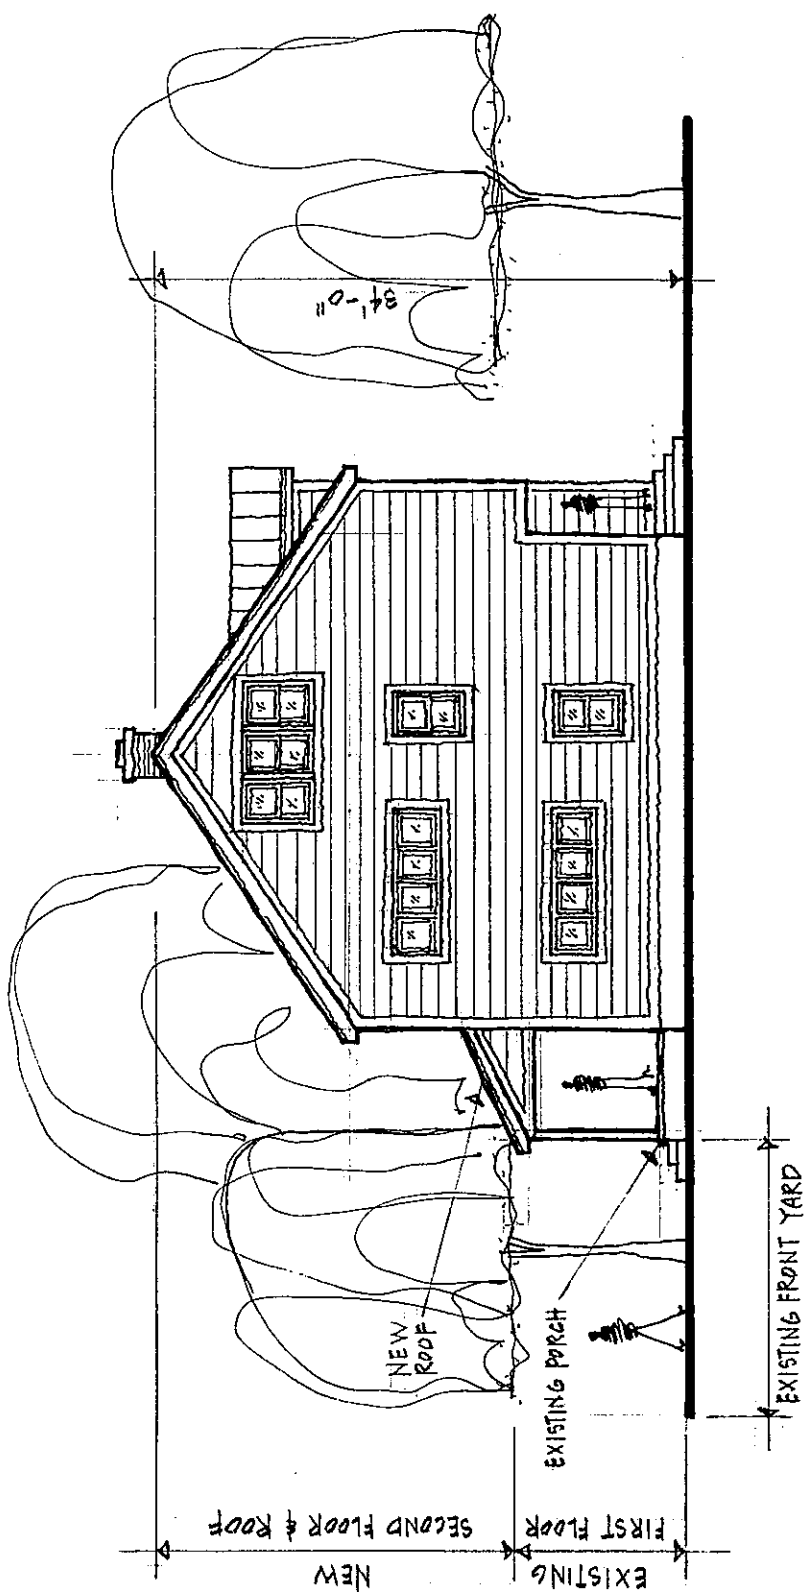 NEW
SECOND FLOOR & ROOF
EXISTING
FIRST FLOOR
NEW
ROOF
EXISTING PORCH
EXISTING FRONT YARD
34'-0"